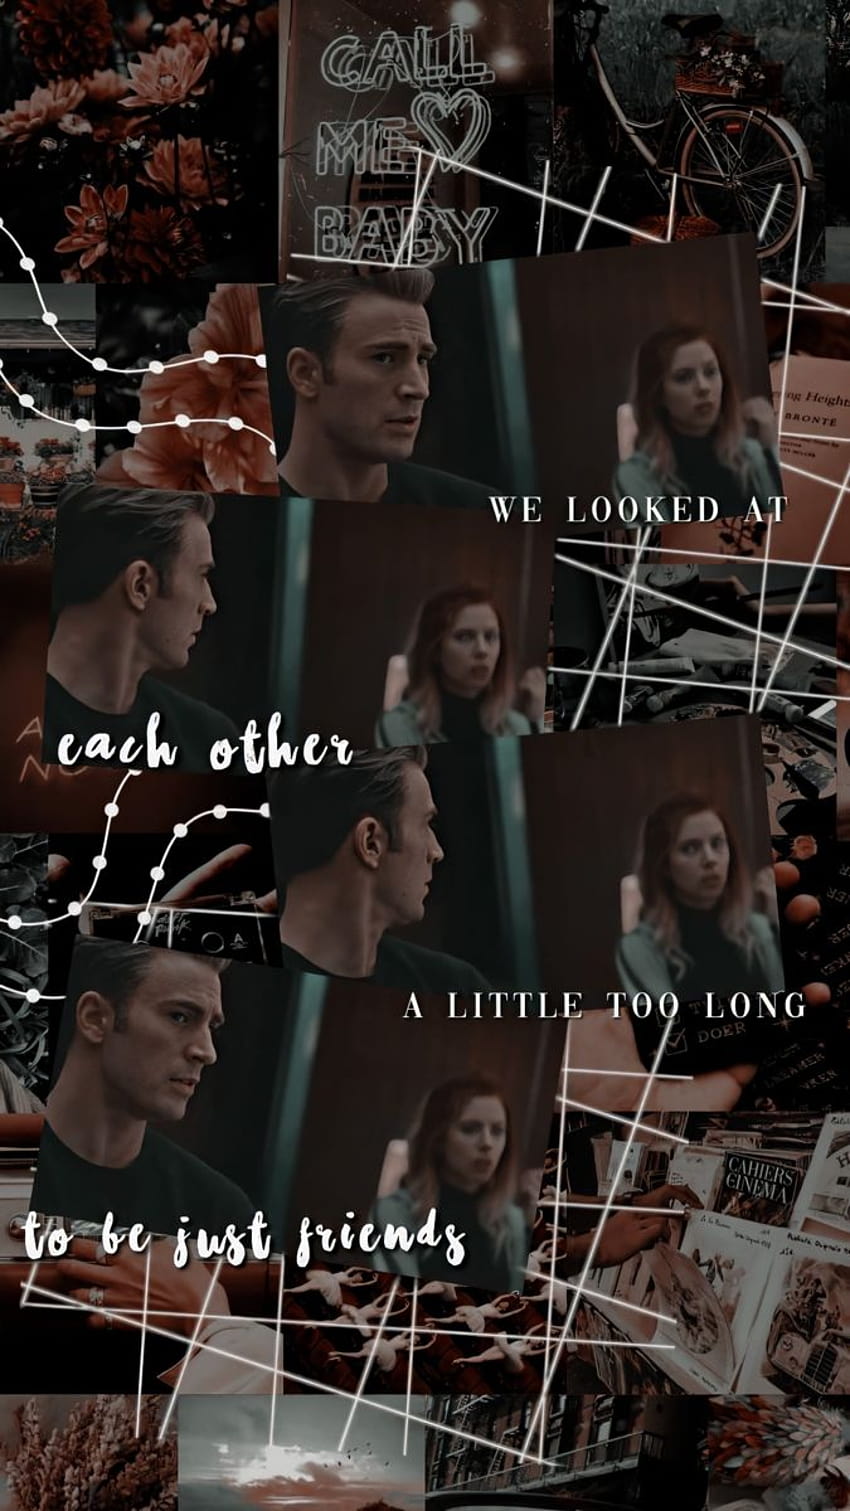 CALL
ME
BABY
ng Heights
BRONTË
WE LOOKED AT
each other
A LITTLE TOO LONG
DOER
CAHIERS
CINEMA
to be just friends